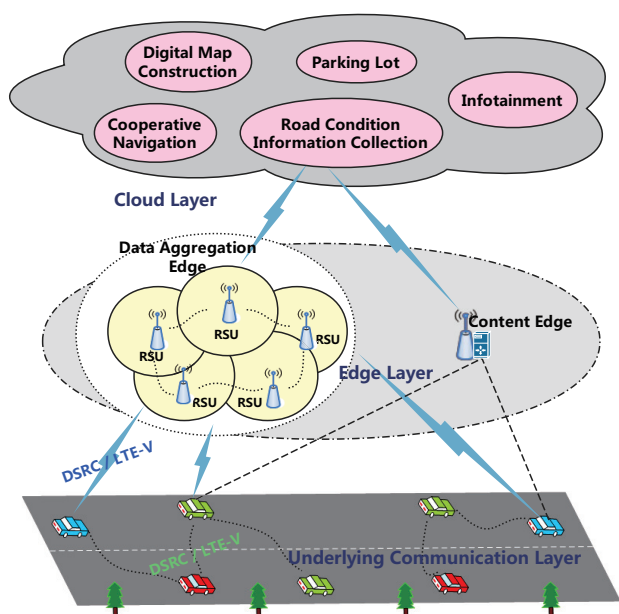 Digital Map
Construction
Parking Lot
Infotainment
Cooperative
Navigation
Road Condition
Information Collection
Cloud Layer
Data Aggregation
Edge
RSU
RSU
RSU
RSU
RSU
Content Edge
Edge Layer
DSRC / LTE-V
DSRC / LTE-V
Underlying Communication Layer